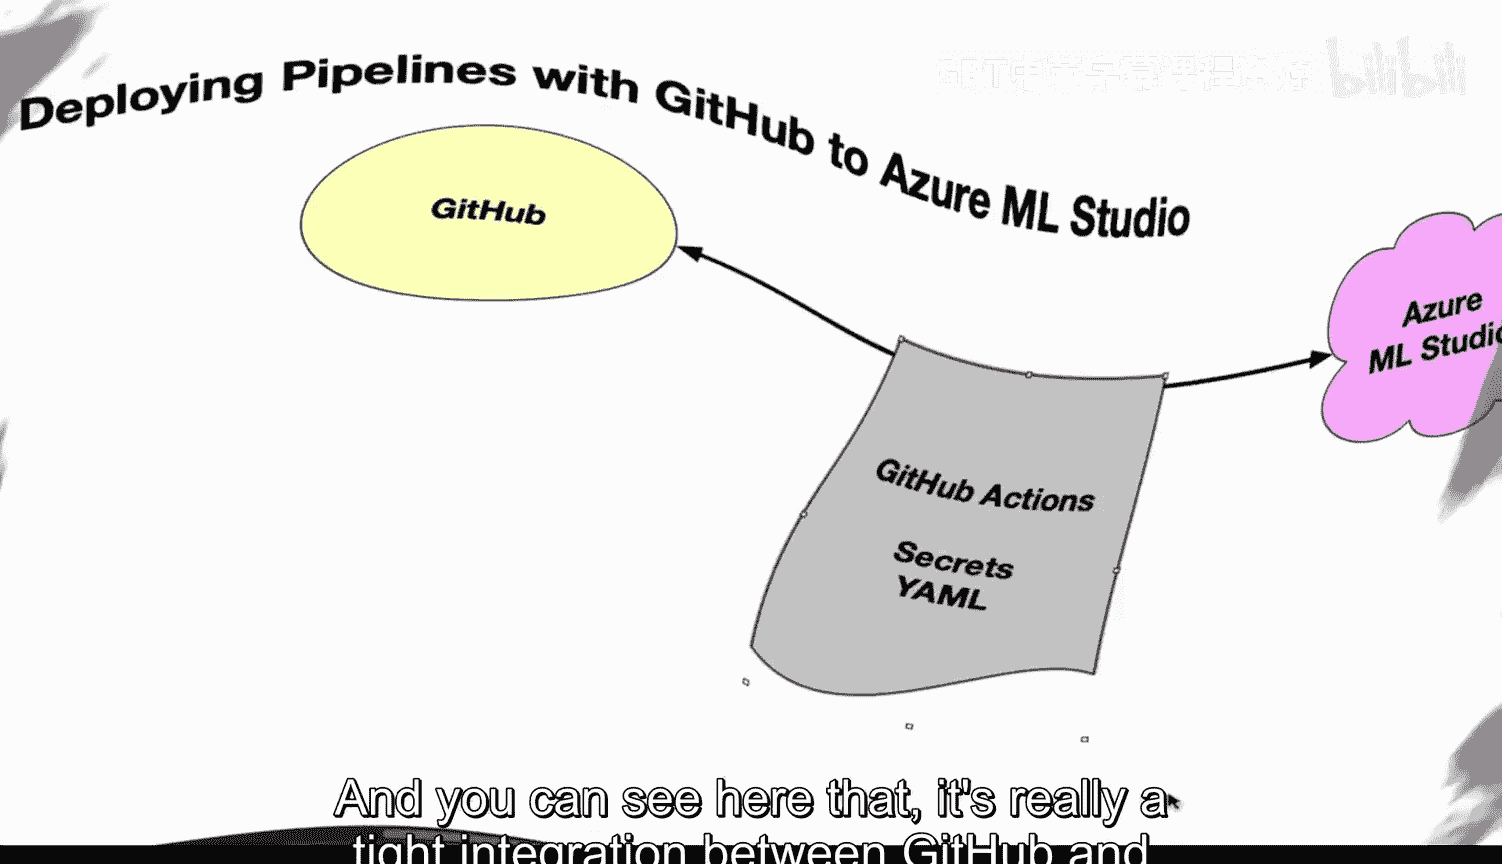 Deploying Pipelines with GitHub to Azure ML Studio
bilibili
GitHub
Azure
ML Studio
GitHub Actions
Secrets
YAML
And you can see here that, it's really a
tight integration between GitHub and